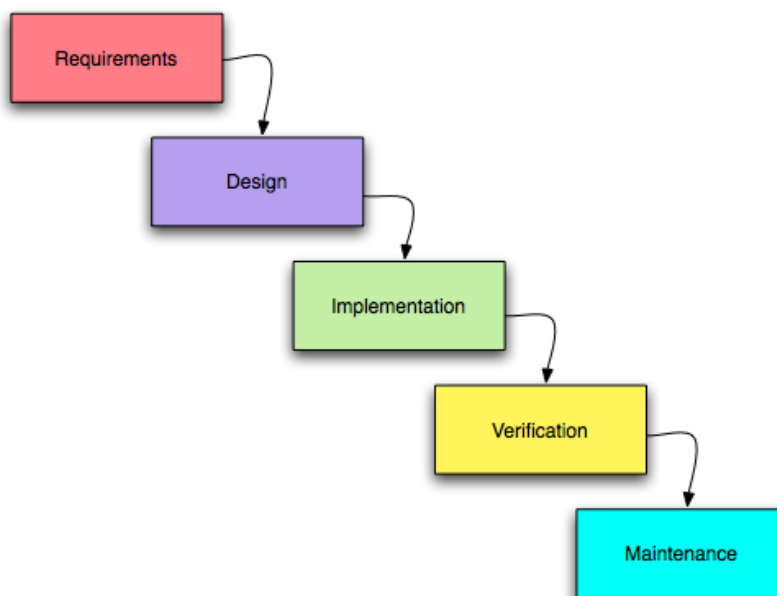 Requirements
Design
Implementation
Verification
Maintenance